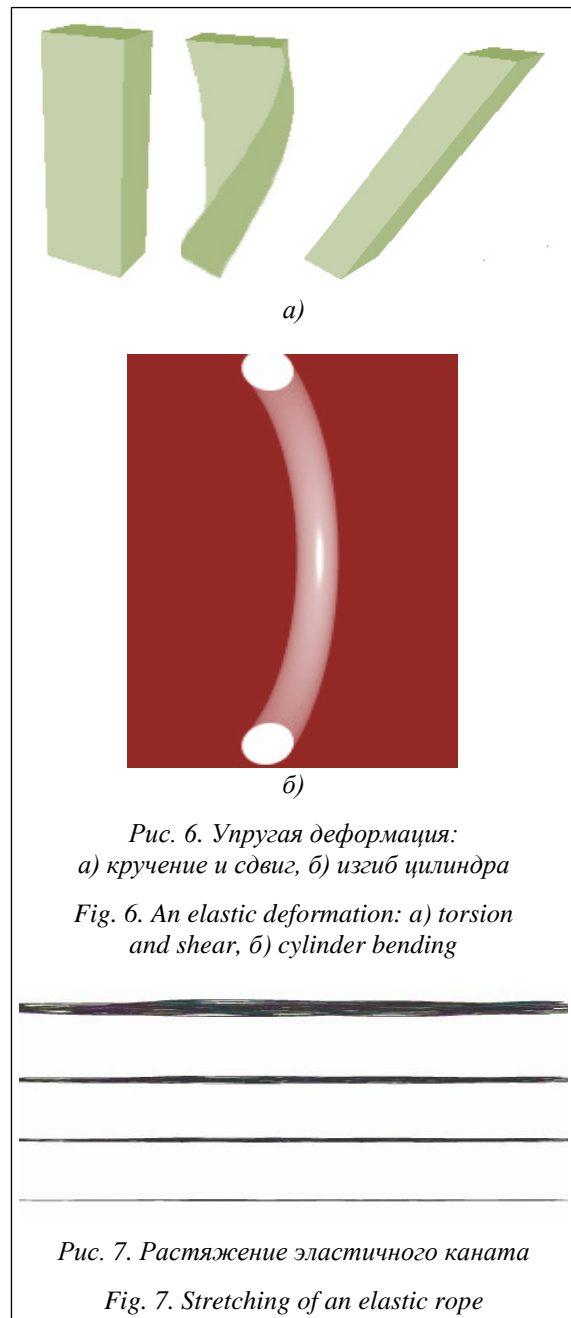 а)
б)
Рис. 6. Упругая деформация:
а) кручение и сдвиг, б) изгиб цилиндра
Fig. 6. An elastic deformation: a) torsion
and shear, б) cylinder bending
Рис. 7. Растяжение эластичного каната
Fig. 7. Stretching of an elastic rope